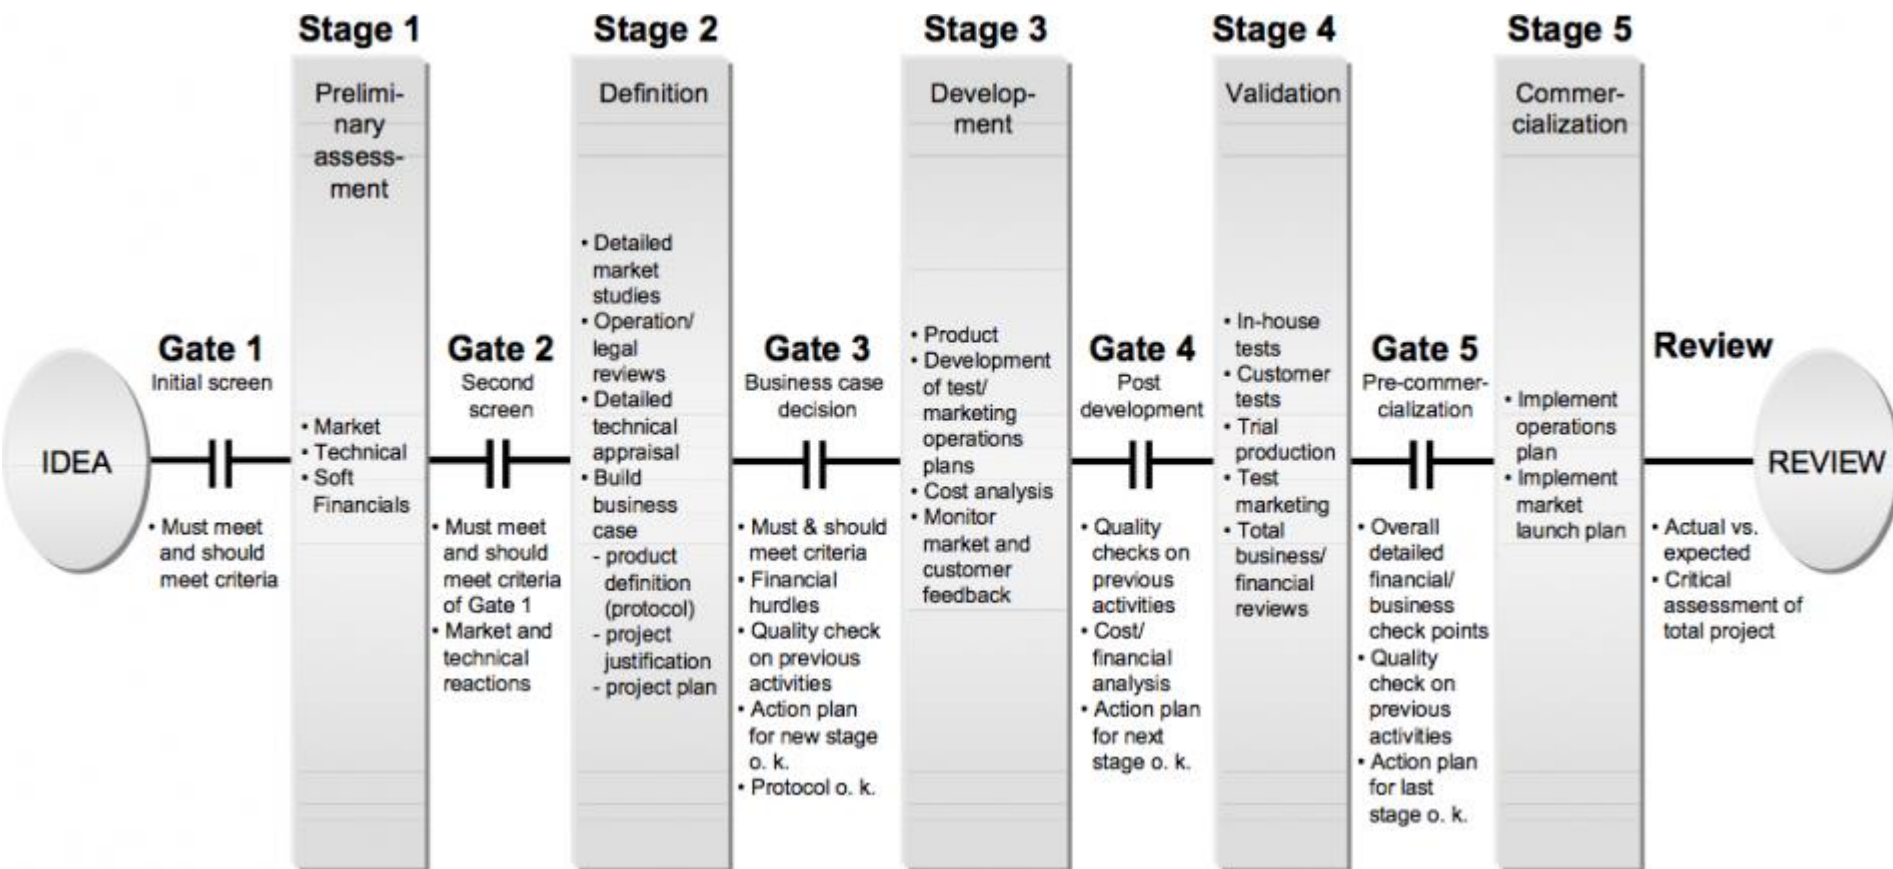 Stage 1
Prelimi-
nary
assess-
ment
• Market
• Technical
• Soft
Financials
Stage 2
Definition
• Detailed
market
studies
• Operation/
legal
reviews
• Detailed
technical
appraisal
• Build
business
case
- product
definition
(protocol)
- project
justification
- project plan
Stage 3
Develop-
ment
• Product
• Development
of test/
marketing
operations
plans
• Cost analysis
• Monitor
market and
customer
feedback
Stage 4
Validation
• In-house
tests
• Customer
tests
• Trial
production
• Test
marketing
• Total
business/
financial
reviews
Stage 5
Commer-
cialization
• Implement
operations
plan
• Implement
market
launch plan
IDEA
Gate 1
Initial screen
• Must meet
and should
meet criteria
Gate 2
Second
screen
• Must meet
and should
meet criteria
of Gate 1
• Market and
technical
reactions
Gate 3
Business case
decision
• Must & should
meet criteria
• Financial
hurdles
• Quality check
on previous
activities
• Action plan
for new stage
o. k.
• Protocol o. k.
Gate 4
Post
development
• Quality
checks on
previous
activities
• Cost/
financial
analysis
• Action plan
for next
stage o. k.
Gate 5
Pre-commer-
cialization
• Overall
detailed
financial/
business
check points
• Quality
check on
previous
activities
• Action plan
for last
stage o. k.
Review
REVIEW
• Actual vs.
expected
• Critical
assessment of
total project